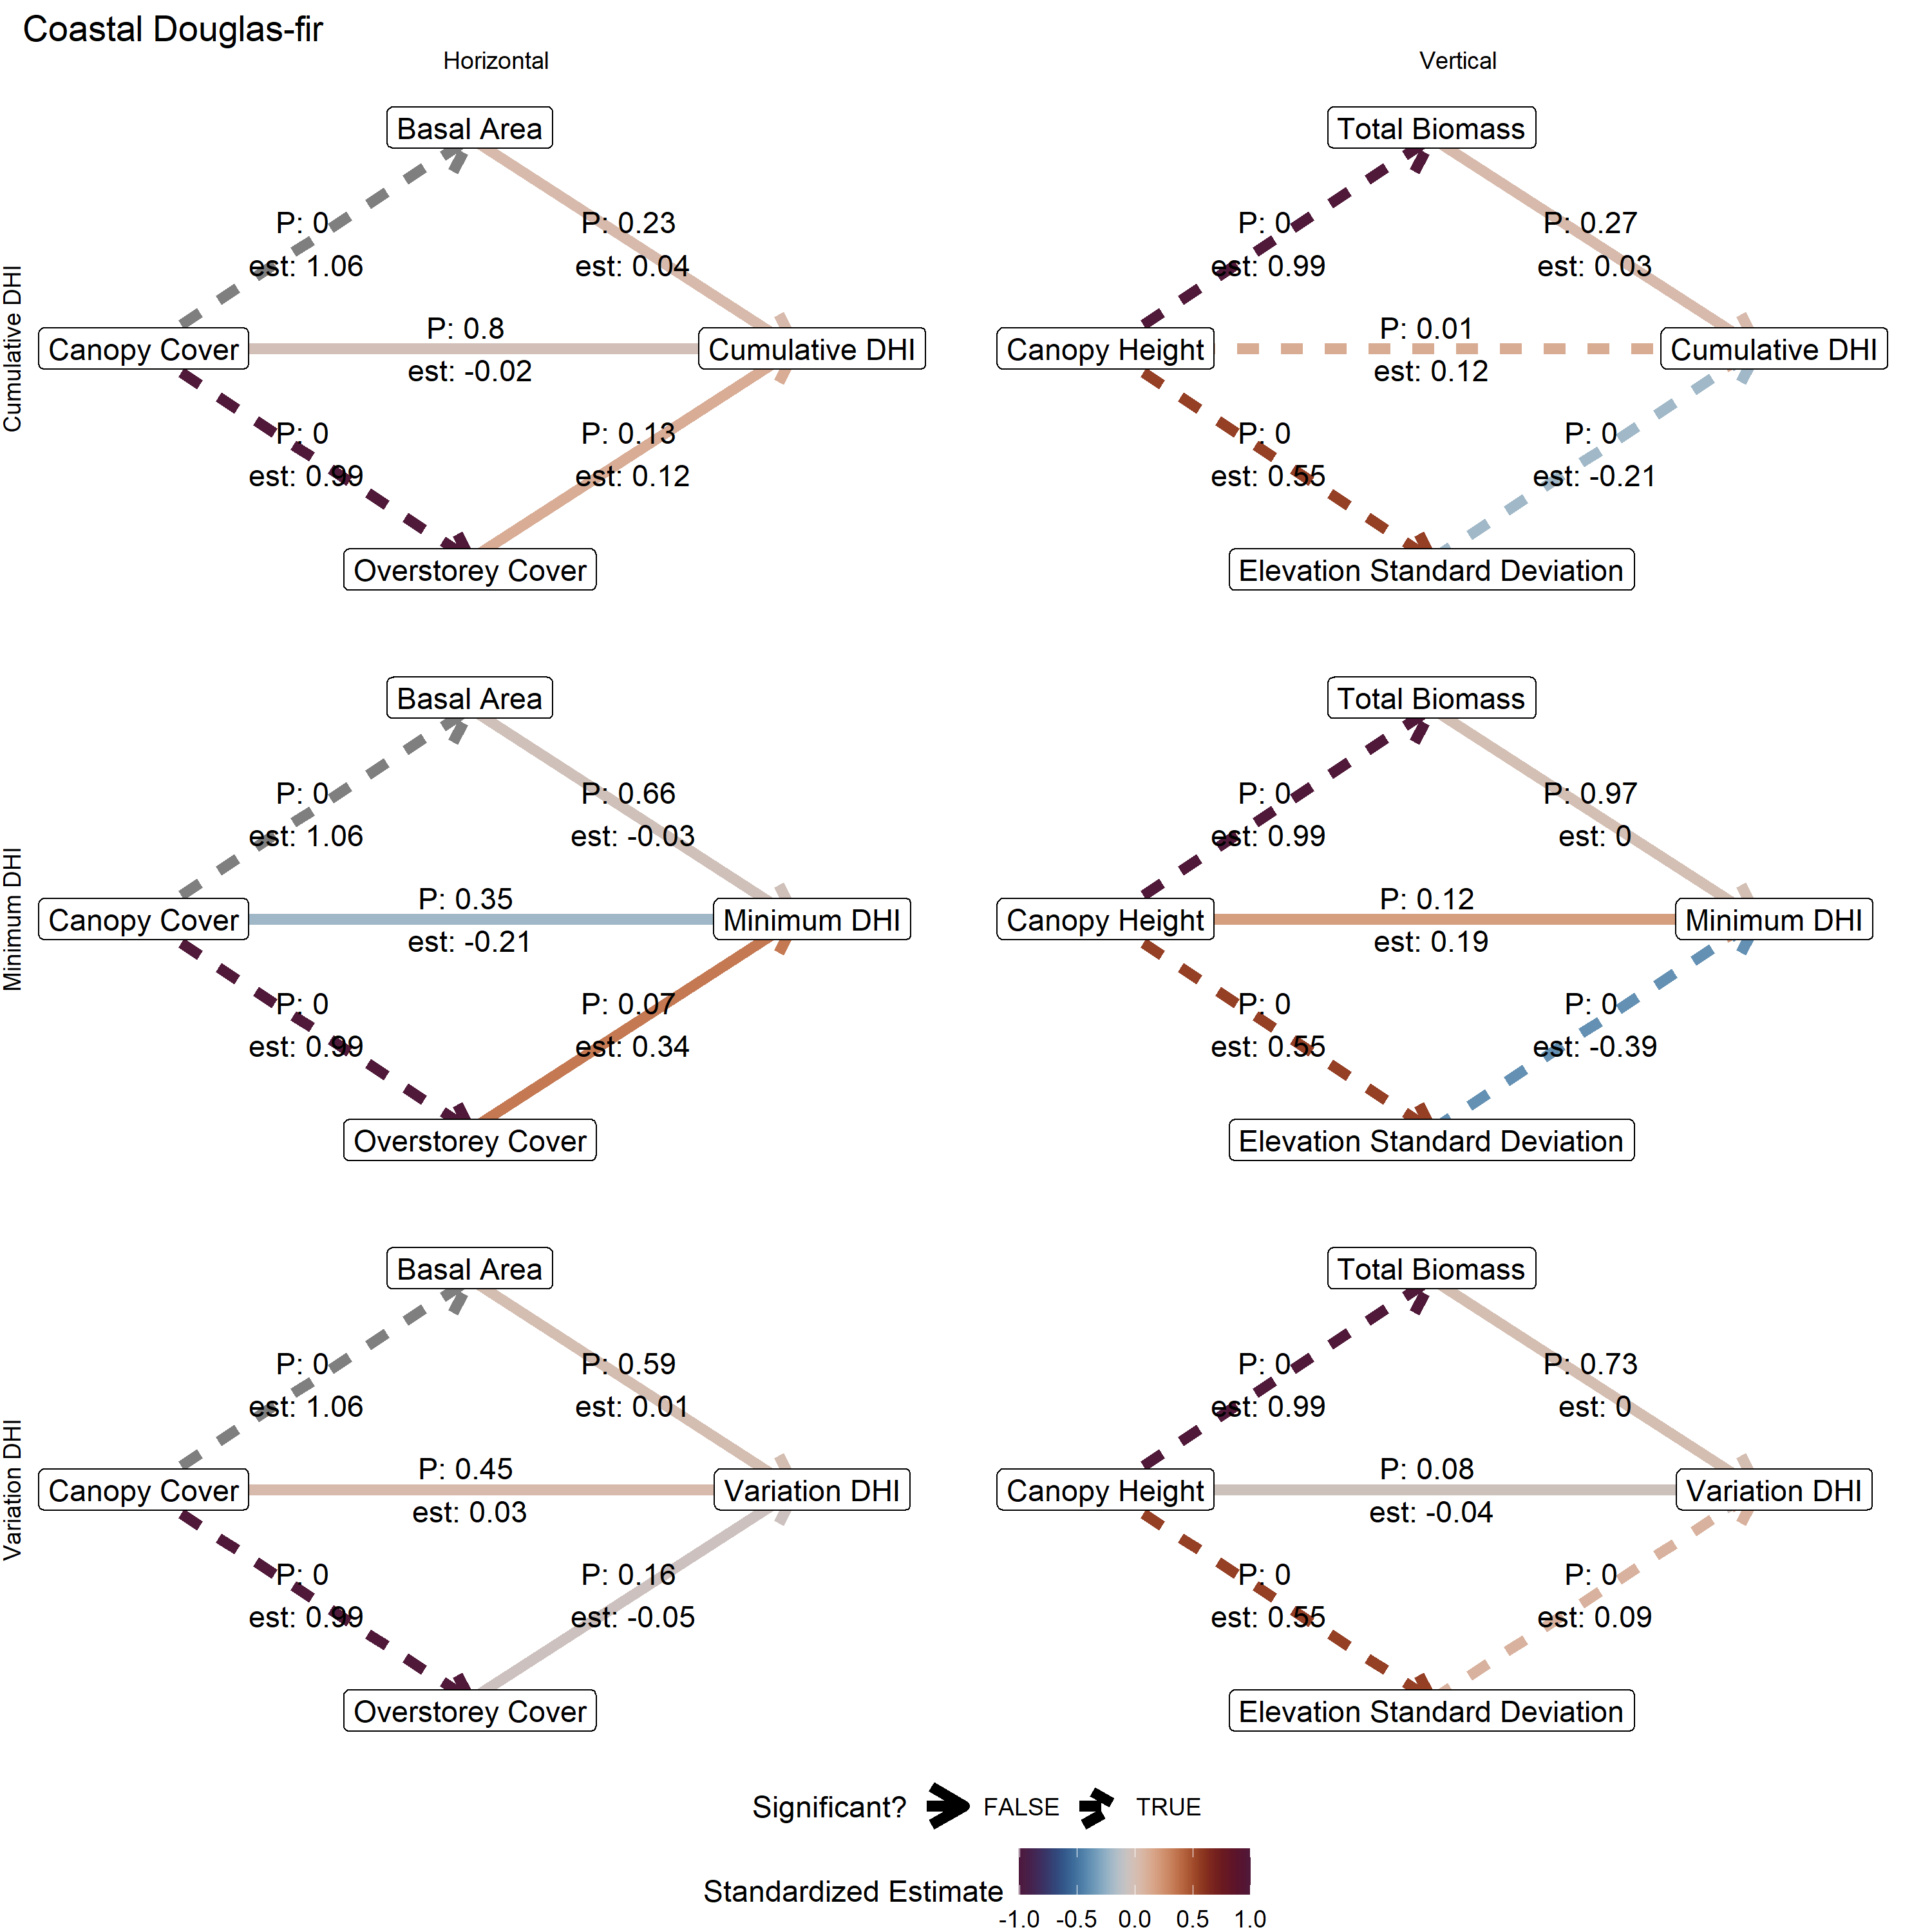 Coastal Douglas-fir
Horizontal
Vertical
Cumulative DHI
Basal Area
P: 0
est: 1.06
P: 0.23
est: 0.04
Canopy Cover
P: 0.8
est: -0.02
Cumulative DHI
P: 0
est: 0.99
P: 0.13
est: 0.12
Overstorey Cover
Total Biomass
P: 0
est: 0.99
P: 0.27
est: 0.03
Canopy Height
P: 0.01
est: 0.12
Cumulative DHI
P: 0
est: 0.55
P: 0
est: -0.21
Elevation Standard Deviation
Minimum DHI
Basal Area
P: 0
est: 1.06
P: 0.66
est: -0.03
Canopy Cover
P: 0.35
est: -0.21
Minimum DHI
P: 0
est: 0.99
P: 0.07
est: 0.34
Overstorey Cover
Total Biomass
P: 0
est: 0.99
P: 0.97
est: 0
Canopy Height
P: 0.12
est: 0.19
Minimum DHI
P: 0
est: 0.55
P: 0
est: -0.39
Elevation Standard Deviation
Variation DHI
Basal Area
P: 0
est: 1.06
P: 0.59
est: 0.01
Canopy Cover
P: 0.45
est: 0.03
Variation DHI
P: 0
est: 0.99
P: 0.16
est: -0.05
Overstorey Cover
Total Biomass
P: 0
est: 0.99
P: 0.73
est: 0
Canopy Height
P: 0.08
est: -0.04
Variation DHI
P: 0
est: 0.55
P: 0
est: 0.09
Elevation Standard Deviation
Significant? FALSE TRUE
Standardized Estimate
-1.0 -0.5 0.0 0.5 1.0